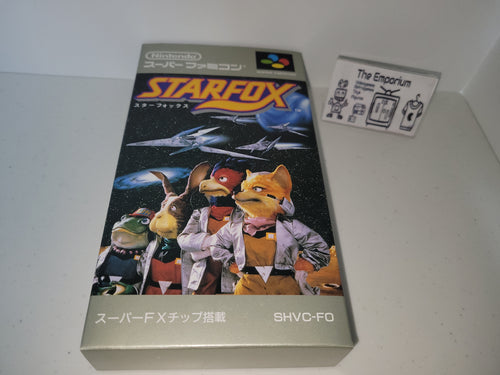 Nintendo
スーパーファミコン
STARFOX
TM
スターフォックス
スーパーFXチップ搭載
SHVC-FO
The Emporium